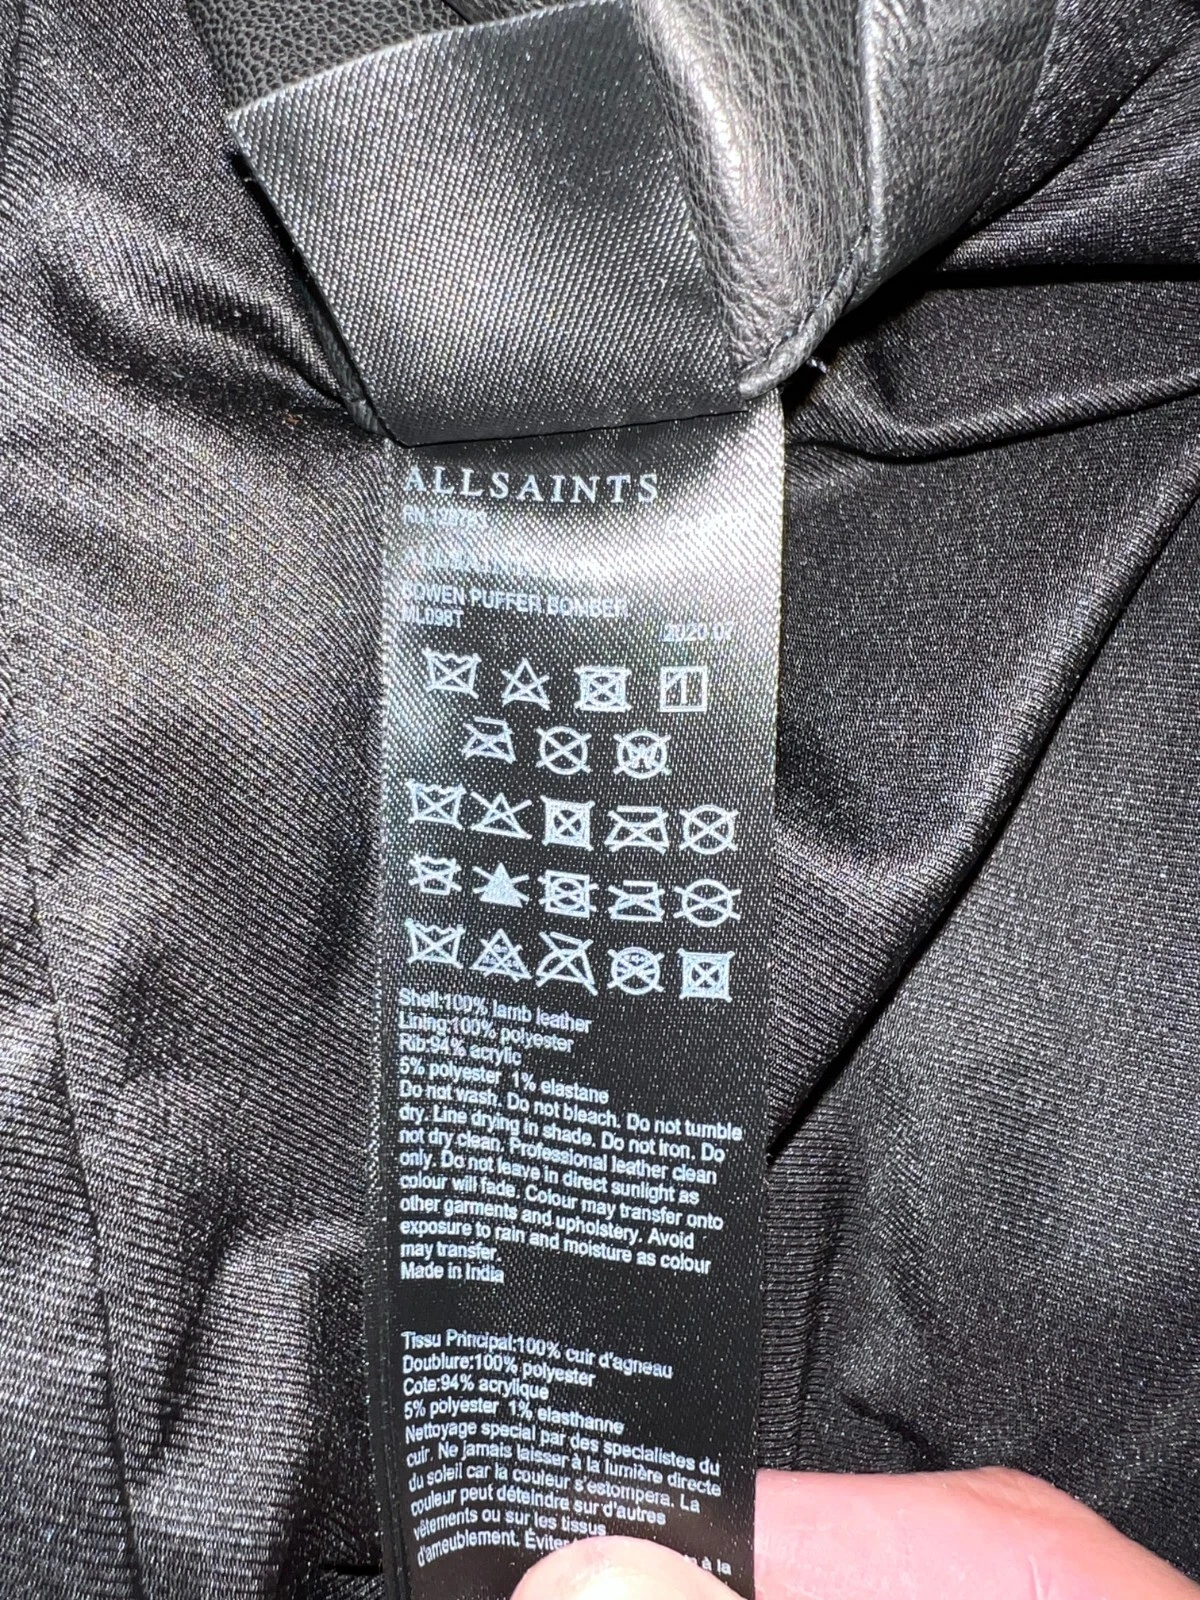 ALLSAINTS
BOWEN PUFFER BOMBER
ML098T
Shell:100% lamb leather
Lining:100% polyester
Rib:94% acrylic
5% polyester 1% elastane
Do not wash. Do not bleach. Do not tumble
dry. Line drying in shade. Do not iron. Do
not dry clean. Professional leather clean
only. Do not leave in direct sunlight as
colour will fade. Colour may transfer onto
other garments and upholstery. Avoid
exposure to rain and moisture as colour
may transfer.
Made in India
Tissu Principal:100% cuir d'agneau
Doublure:100% polyester
Cote:94% acrylique
5% polyester 1% elasthanne
Nettoyage special par des specialistes du
cuir. Ne jamais laisser à la lumière directe
du soleil car la couleur s'estompera. La
couleur peut déteindre sur d'autres
vêtements ou sur les tissus
d'ameublement. Éviter à la